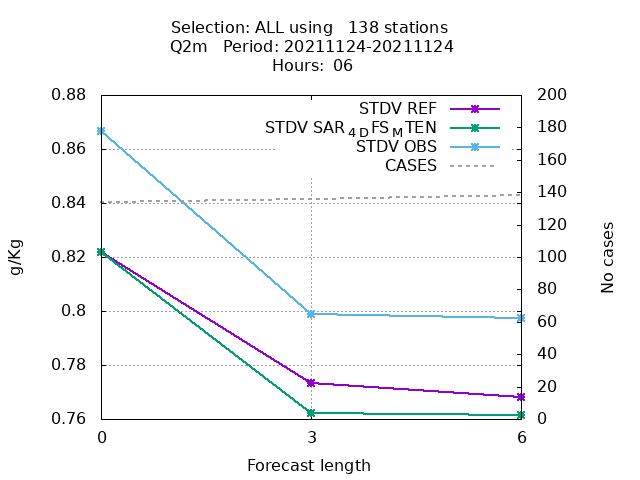 Selection: ALL using   138 stations
Q2m   Period: 20211124-20211124
Hours:  06
0.88
0.86
0.84
0.82
0.8
0.78
0.76
g/Kg
200
180
160
140
120
100
80
60
40
20
0
No cases
STDV REF
STDV SAR4DFSMTEN
STDV OBS
CASES
0
3
6
Forecast length